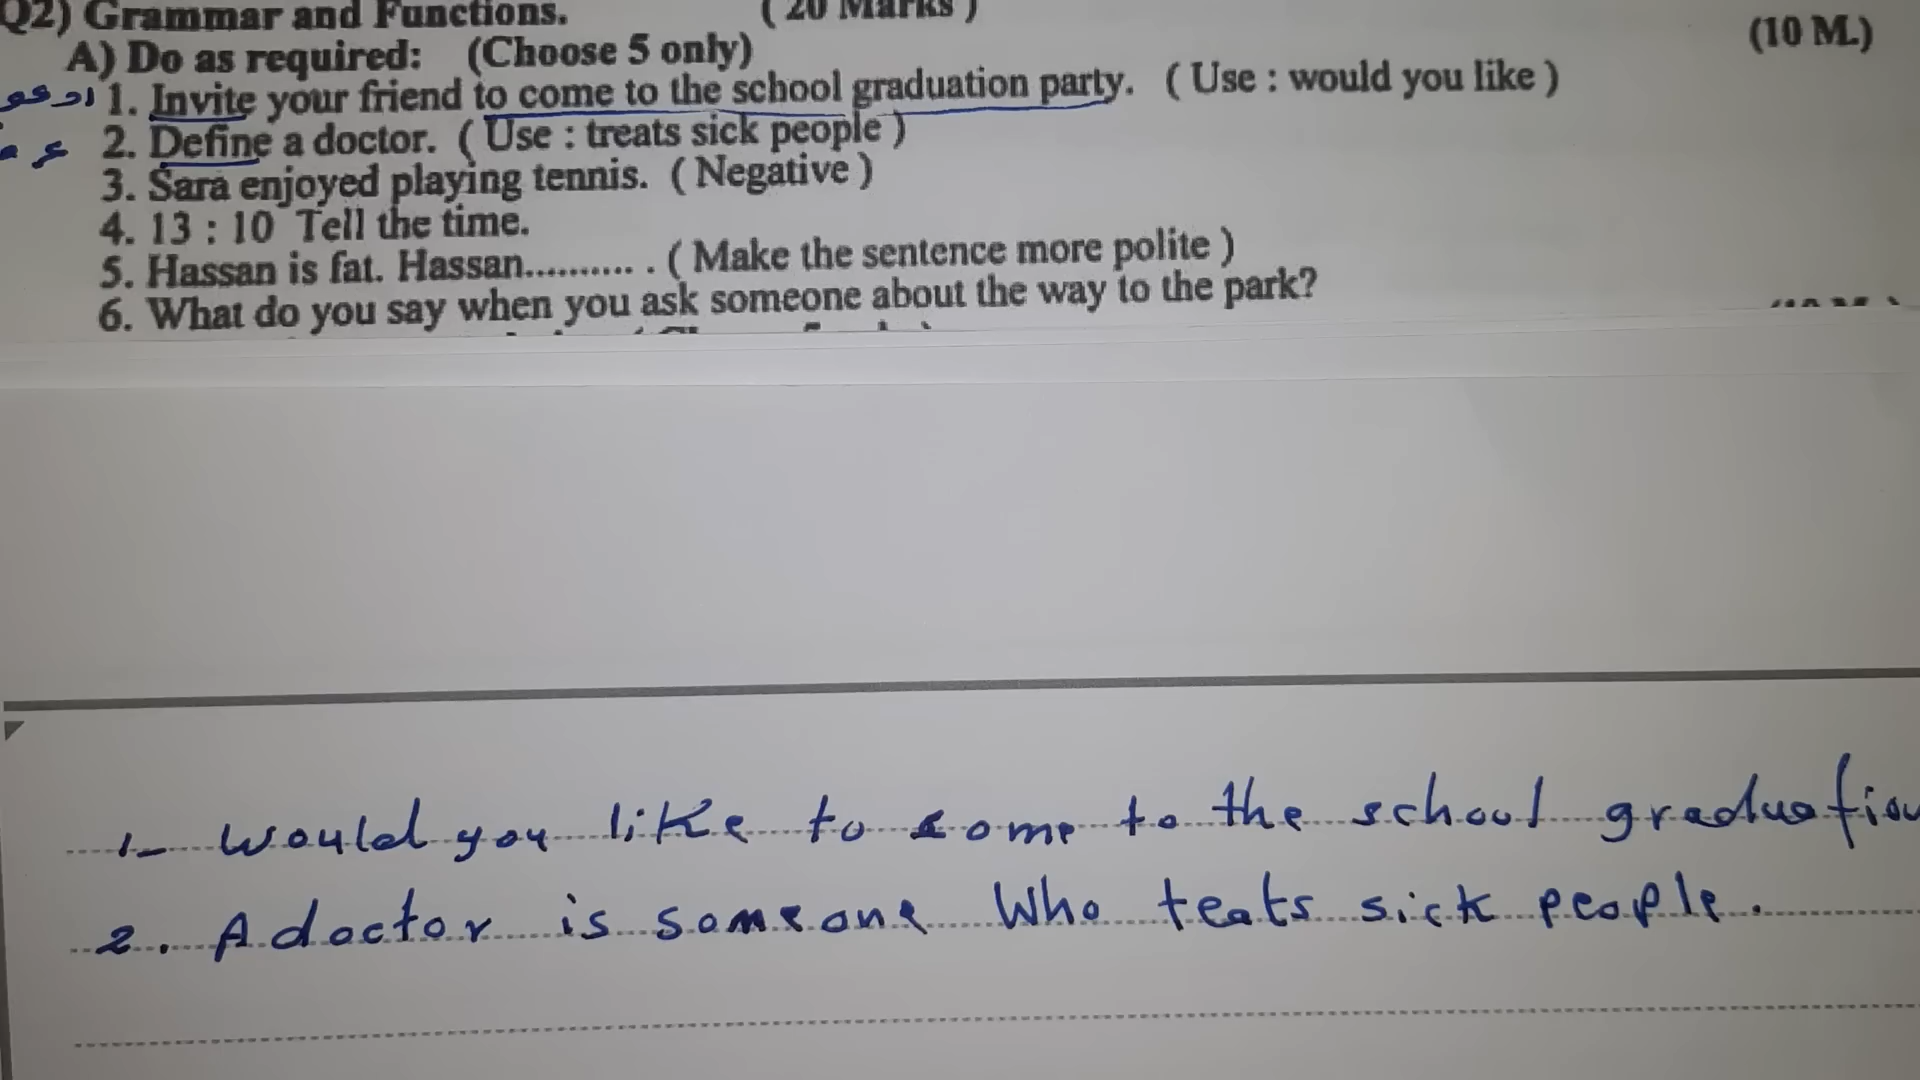 Q2) Grammar and Functions. ( 20 Marks )
A) Do as required: (Choose 5 only) (10 M.)
ادعو 1. Invite your friend to come to the school graduation party. ( Use : would you like )
2. Define a doctor. ( Use : treats sick people )
3. Sara enjoyed playing tennis. ( Negative )
4. 13 : 10 Tell the time.
5. Hassan is fat. Hassan........... . ( Make the sentence more polite )
6. What do you say when you ask someone about the way to the park?
1- Would you like to come to the school graduation
2. A doctor is someone who teats sick people.